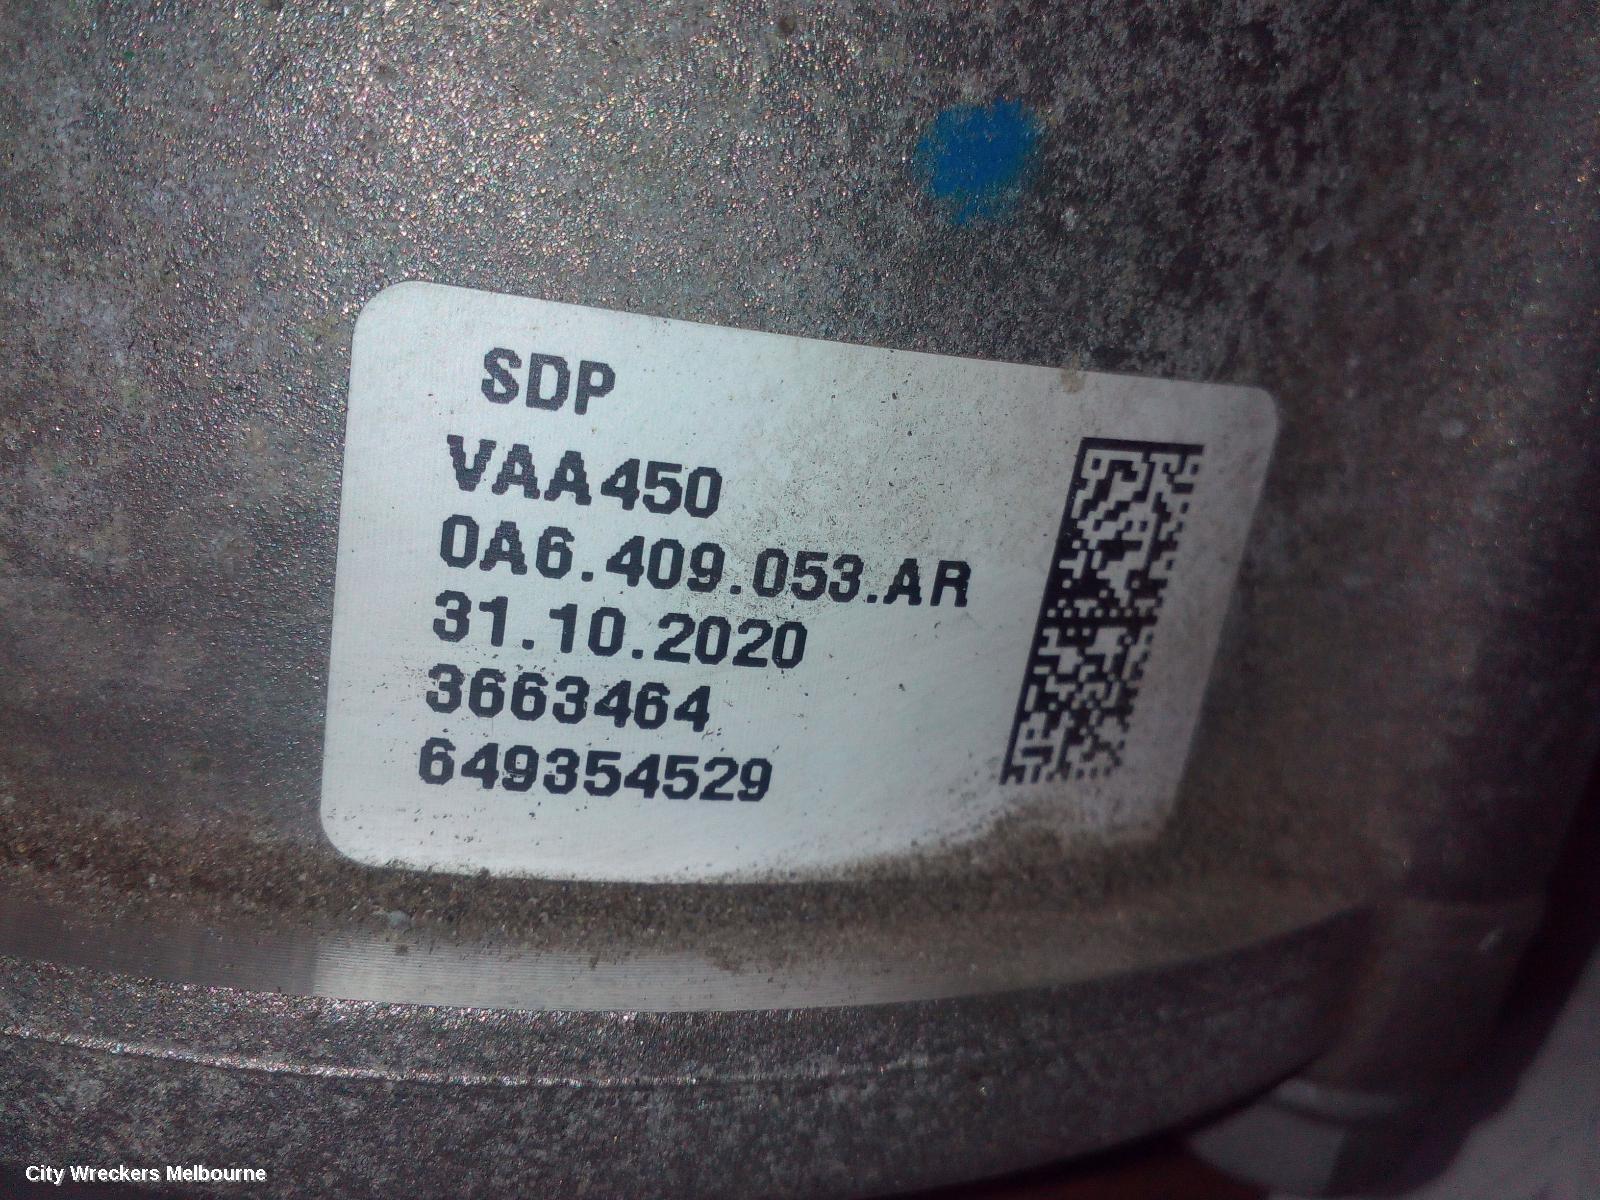 SDP
VAA450
0A6.409.053.AR
31.10.2020
3663464
649354529
City Wreckers Melbourne